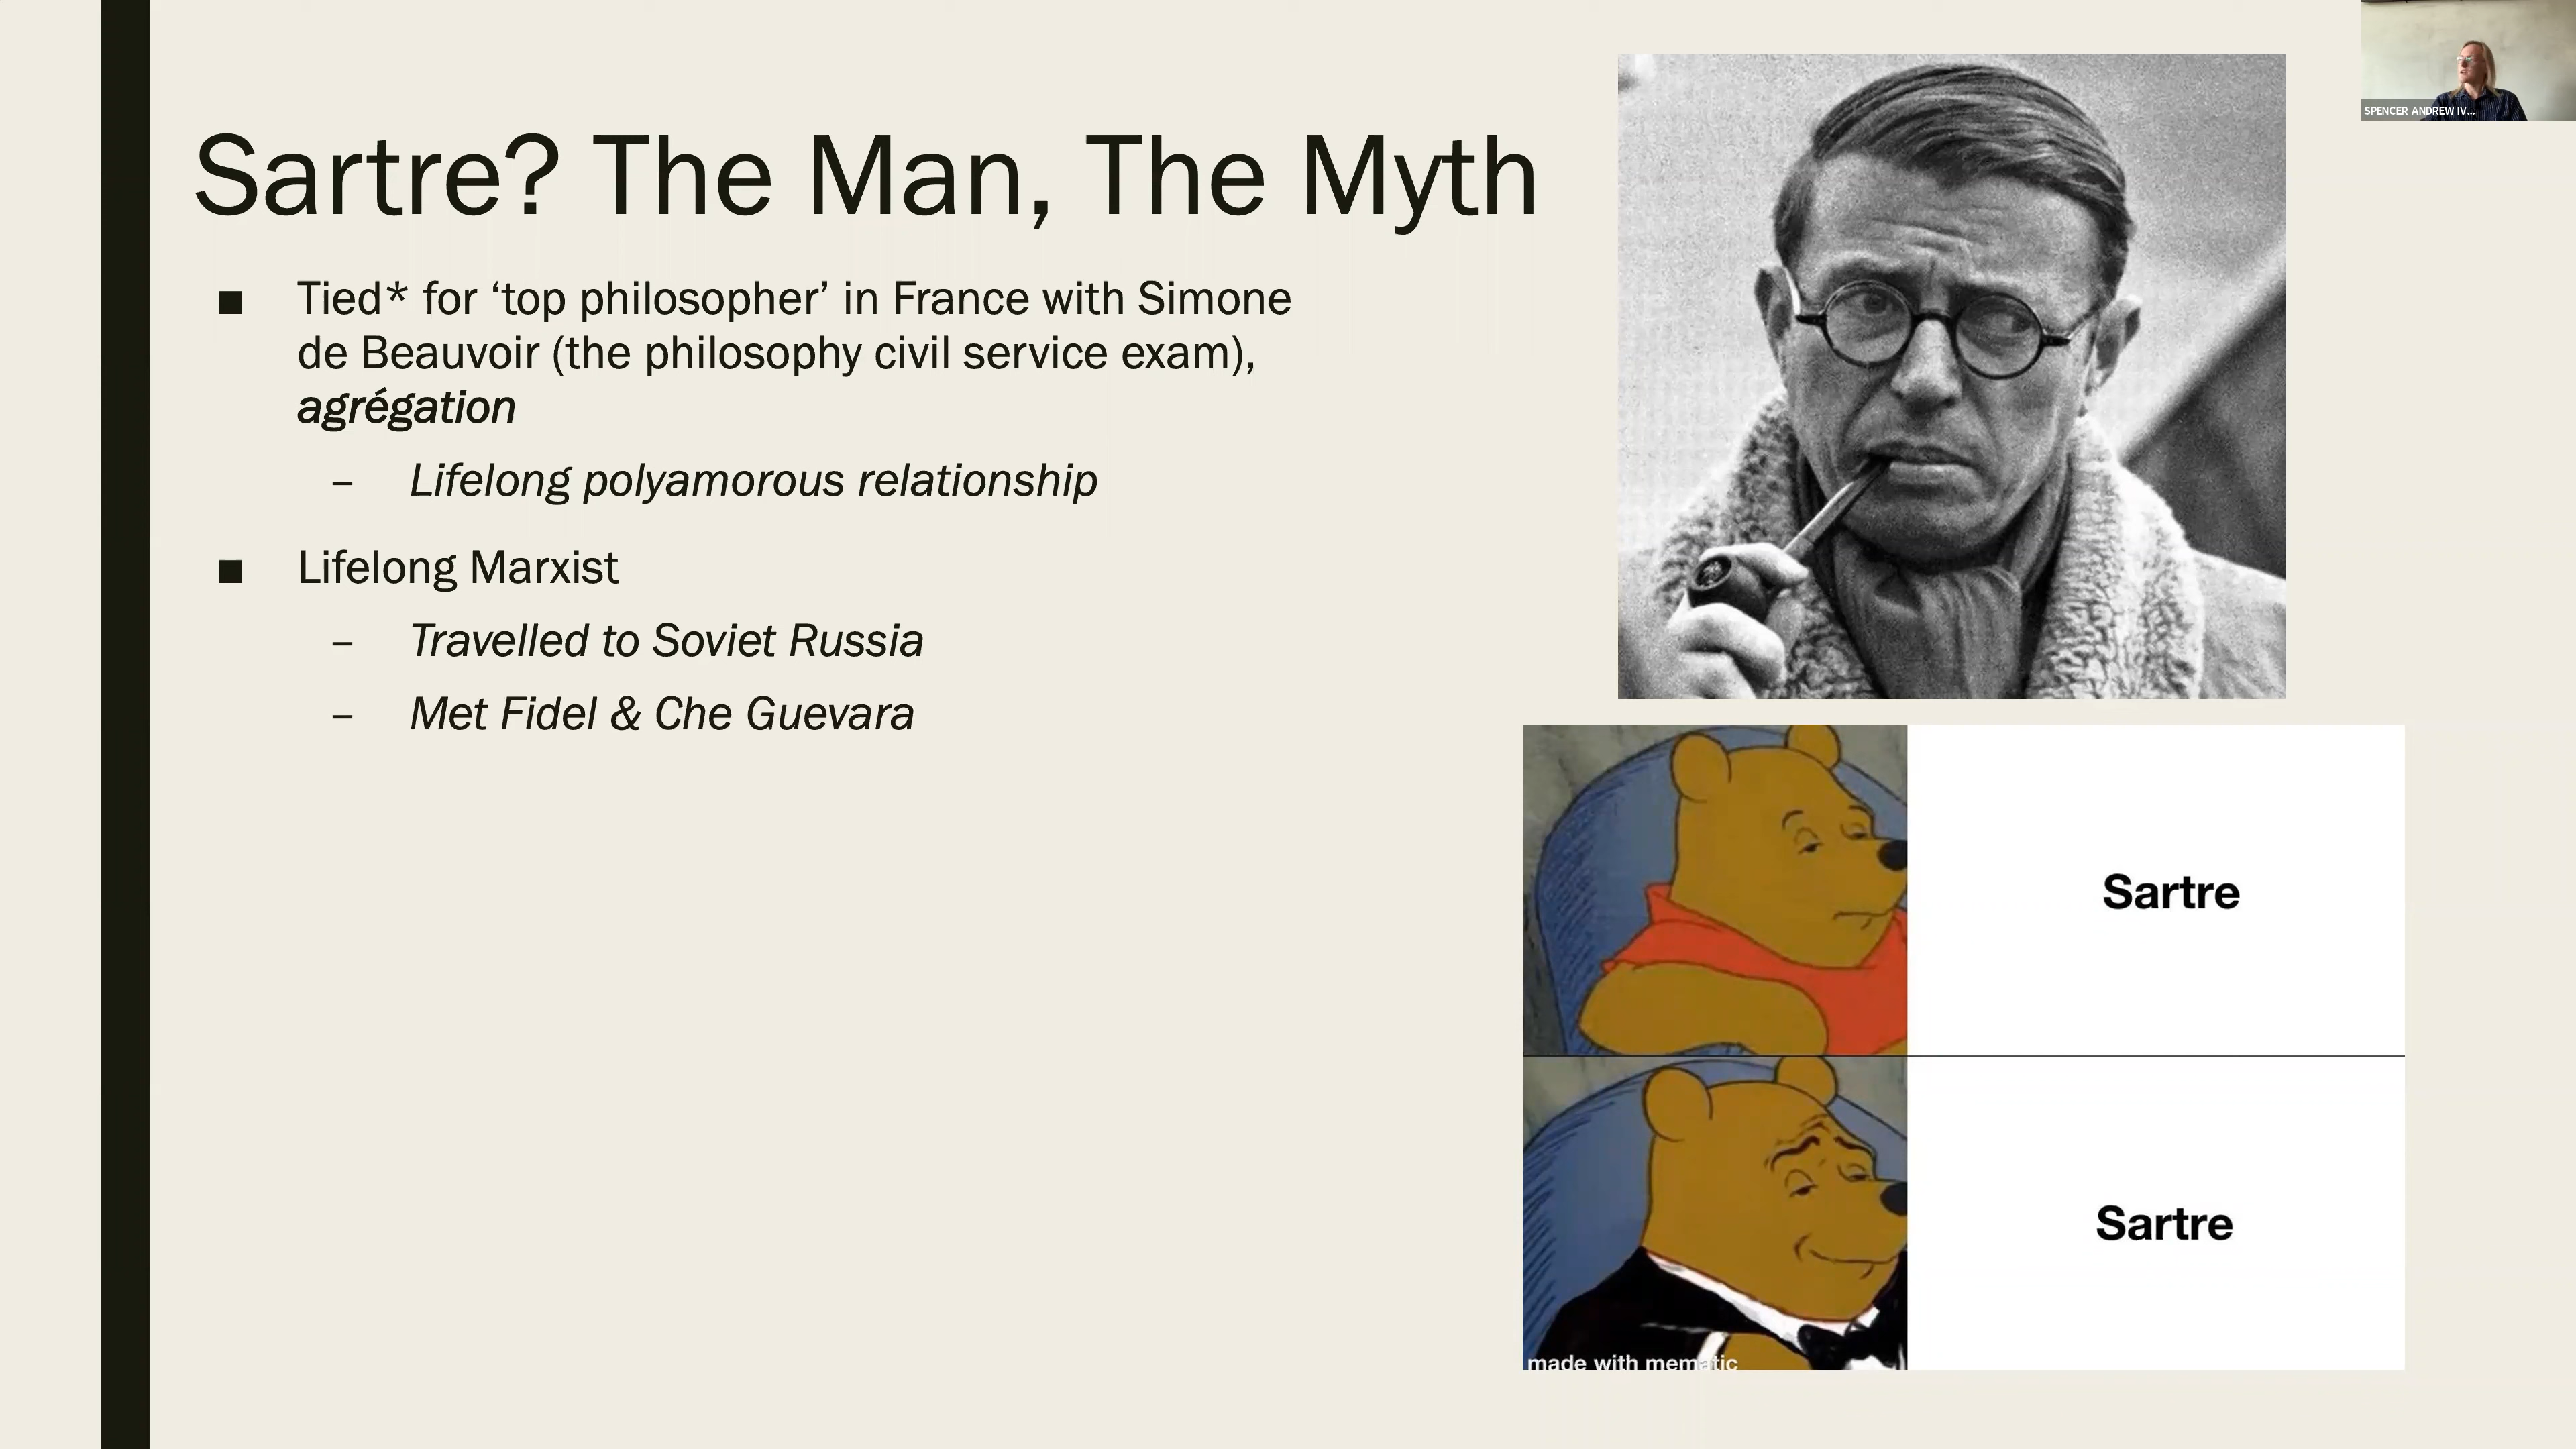 Sartre? The Man, The Myth
■ Tied* for ‘top philosopher’ in France with Simone
de Beauvoir (the philosophy civil service exam),
agrégation
– Lifelong polyamorous relationship
■ Lifelong Marxist
– Travelled to Soviet Russia
– Met Fidel & Che Guevara
SPENCER ANDREW IV...
Sartre
Sartre
made with mematic